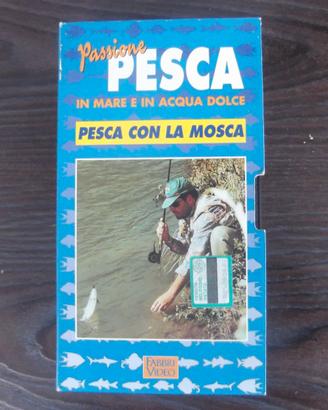 Passione
PESCA
IN MARE E IN ACQUA DOLCE
PESCA CON LA MOSCA
FABBRI
VIDEO